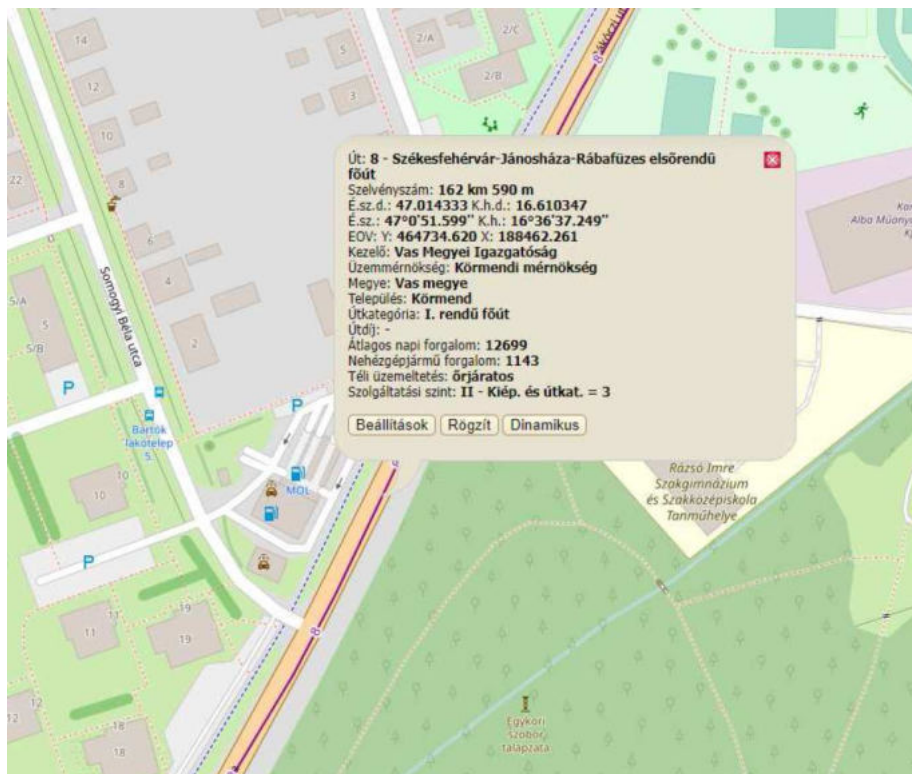 14
12
10
8
6
4
2
22
5
3
2/A
2/C
2/B
8
Út: 8 - Székesfehérvár-Jánosháza-Rábafüzes elsőrendű
főút
Szelvényszám: 162 km 590 m
É.sz.d.: 47.014333 K.h.d.: 16.610347
É.sz.: 47°0'51.599'' K.h.: 16°36'37.249''
EOV: Y: 464734.620 X: 188462.261
Kezelő: Vas Megyei Igazgatóság
Üzemmérnökség: Körmendi mérnökség
Megye: Vas megye
Település: Körmend
Útkategória: I. rendű főút
Útdíj: -
Átlagos napi forgalom: 12699
Nehézgépjármű forgalom: 1143
Téli üzemeltetés: őrjáratos
Szolgáltatási szint: II - Kiép. és útkat. = 3
Beállítások Rögzít Dinamikus
Somogyi Béla utca
5/A
5
5/B
P
P
Bartók
lakótelep
5.
MOL
10
10
P
11
11
19
19
12
12
18
18
8
Rázsó Imre
Szakgimnázium
és Szakközépiskola
Tanműhelye
Egykori
szobor
talapzata